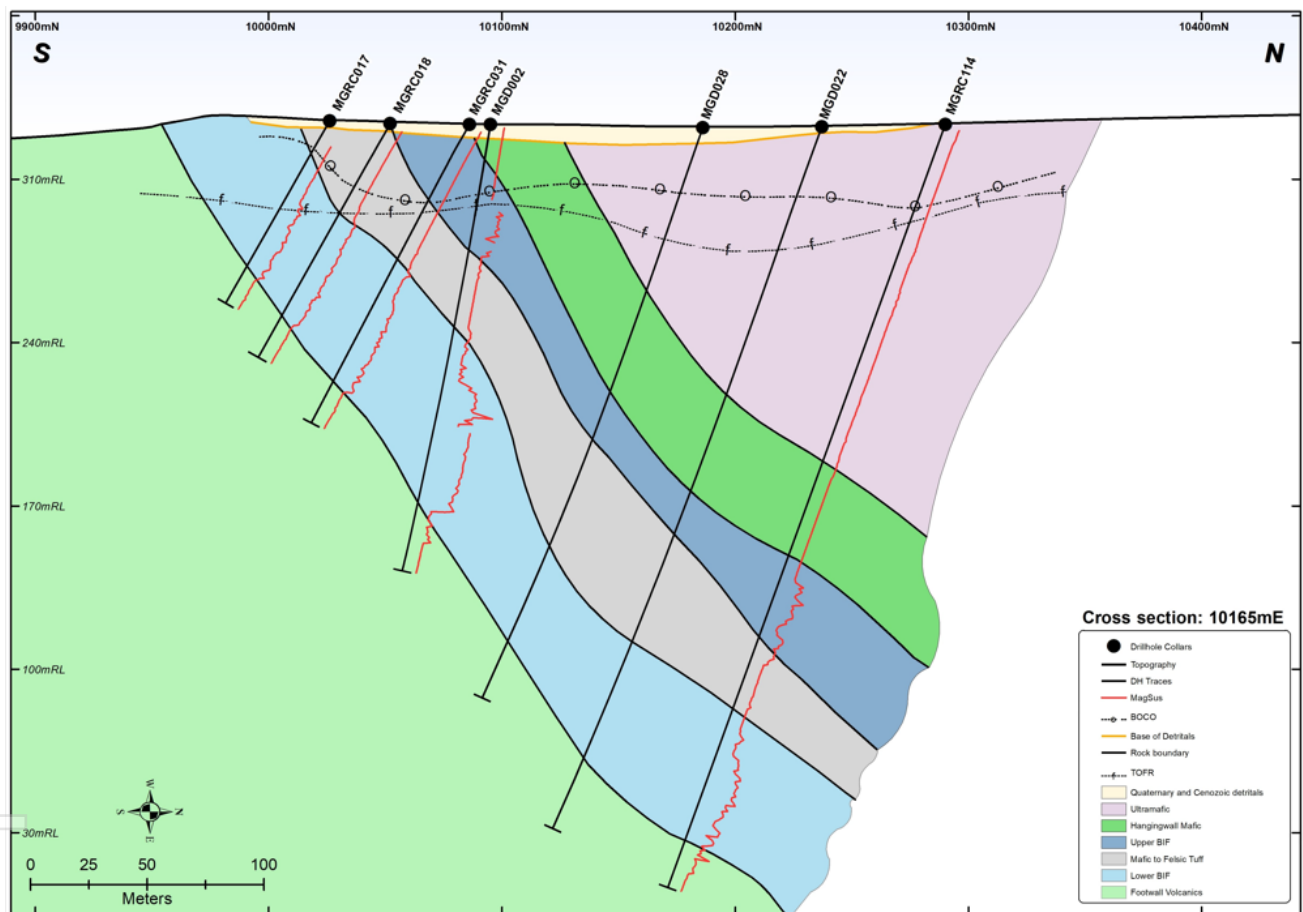 9900mN 10000mN 10100mN 10200mN 10300mN 10400mN
S N
MGRC017
MGRC018
MGRC031
MGD002
MGD028
MGD022
MGRC114
310mRL
240mRL
170mRL
100mRL
30mRL
f f f f f f f f f
W
S N
E
0 25 50 100
Meters
Cross section: 10165mE
Drillhole Collars
Topography
DH Traces
MagSus
BOCO
Base of Detritals
Rock boundary
f TOFR
Quaternary and Cenozoic detritals
Ultramafic
Hangingwall Mafic
Upper BIF
Mafic to Felsic Tuff
Lower BIF
Footwall Volcanics